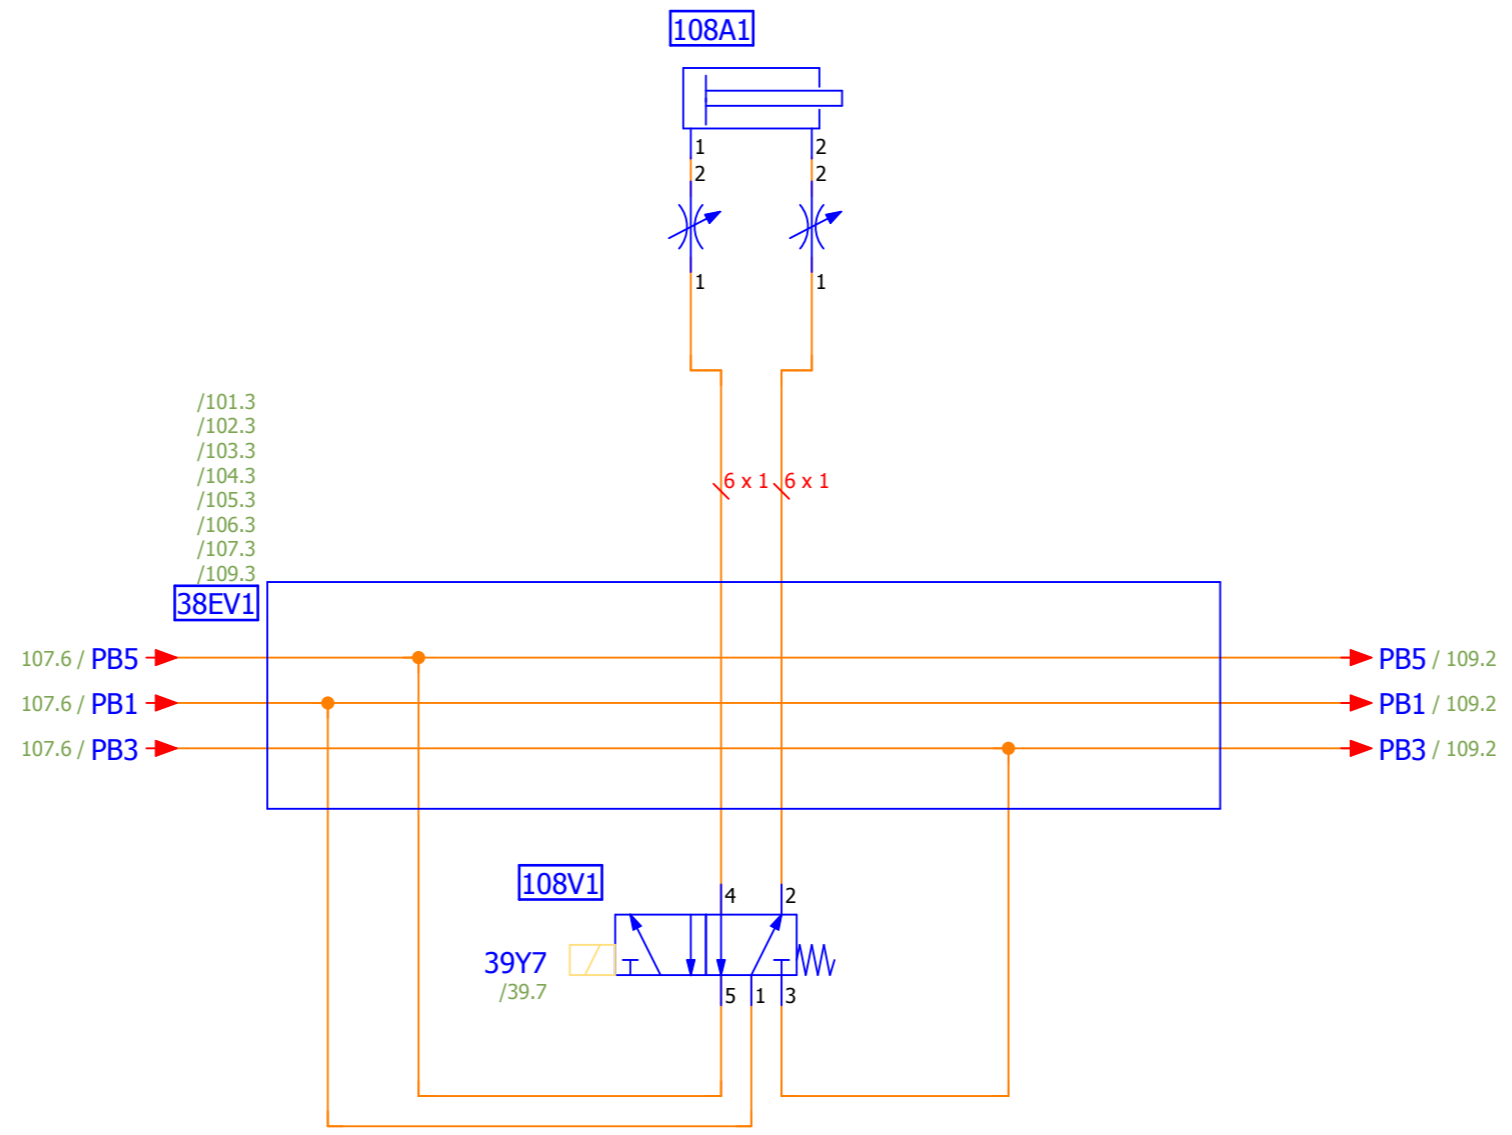 108A1
1 2
2 2
1 1
/101.3
/102.3
/103.3
/104.3
/105.3
/106.3
/107.3
/109.3
6 x 1 6 x 1
38EV1
107.6 / PB5 PB5 / 109.2
107.6 / PB1 PB1 / 109.2
107.6 / PB3 PB3 / 109.2
108V1
4 2
39Y7
/39.7
5 1 3